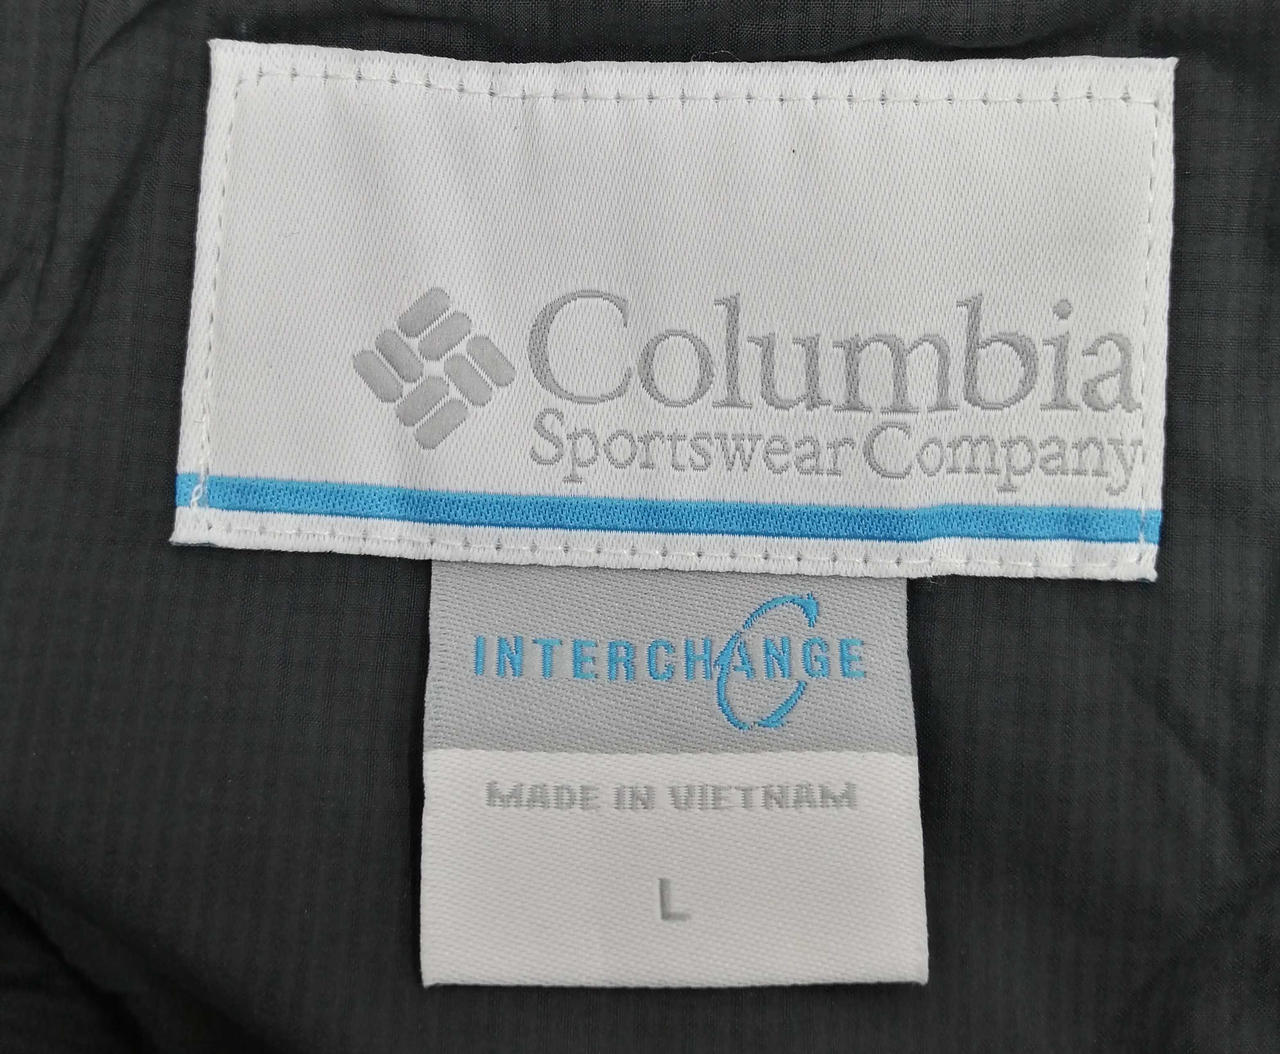 Columbia
Sportswear Company
INTERCHANGE
MADE IN VIETNAM
L